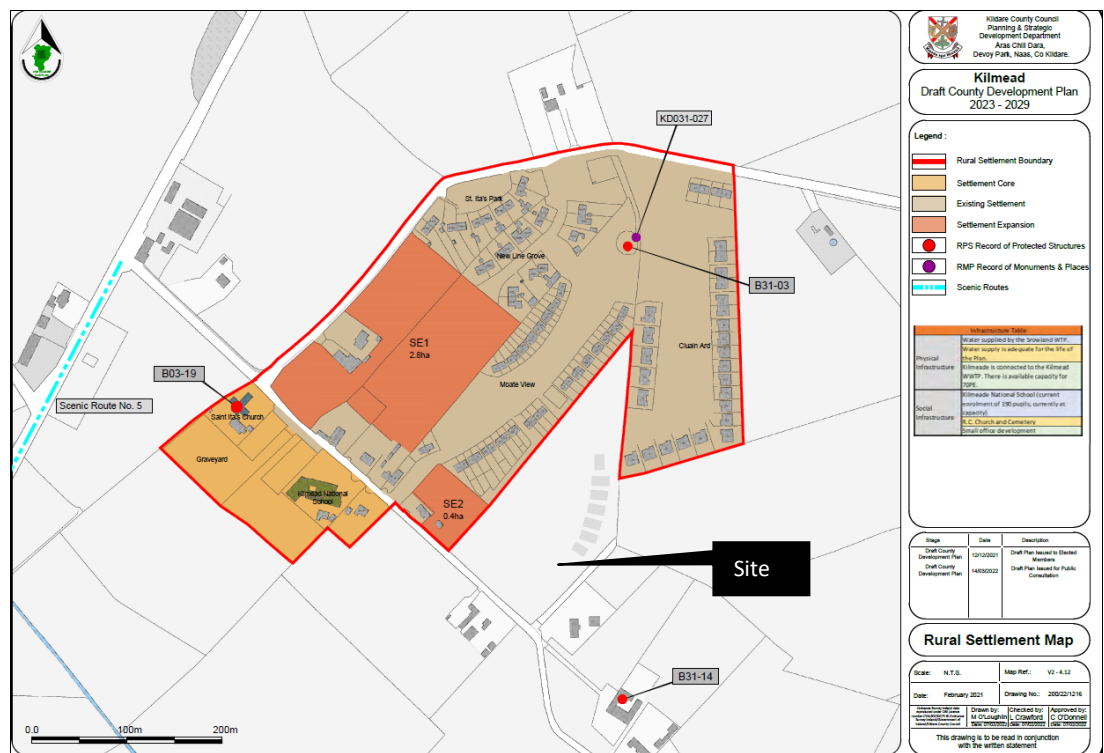 Kildare County Council
Planning & Strategic
Development Department
Aras Chill Dara,
Devoy Park, Naas, Co Kildare.
Kilmead
Draft County Development Plan
2023 - 2029
Legend :
Rural Settlement Boundary
Settlement Core
Existing Settlement
Settlement Expansion
RPS Record of Protected Structures
RMP Record of Monuments & Places
Scenic Routes
Infrastructure Table
Physical Infrastructure
Water supplied by the Srowland WTP.
Water supply is adequate for the life of
the Plan.
Kilmeade is connected to the Kilmead
WWTP. There is available capacity for
70PE.
Social Infrastructure
Kilmeade National School (current
enrolment of 190 pupils, currently at
capacity)
R.C. Church and Cemetery
Small office development
KD031-027
St. Ita's Park
New Line Grove
B31-03
SE1
2.8ha
Cluain Ard
Moate View
B03-19
Scenic Route No. 5
Saint Ita's Church
Graveyard
Kilmead National
School
SE2
0.4ha
Site
B31-14
0.0 100m 200m
Stage Date Description
Draft County
Development Plan
12/12/2021
Draft Plan Issued to Elected
Members
Draft County
Development Plan
14/03/2022
Draft Plan Issued for Public
Consultation
Rural Settlement Map
Scale: N.T.S. Map Ref.: V2 - 4.12
Date: February 2021 Drawing No.: 200/22/1216
Drawn by: Checked by: Approved by:
M O'Loughlin L Crawford C O'Donnell
This drawing is to be read in conjunction
with the written statement